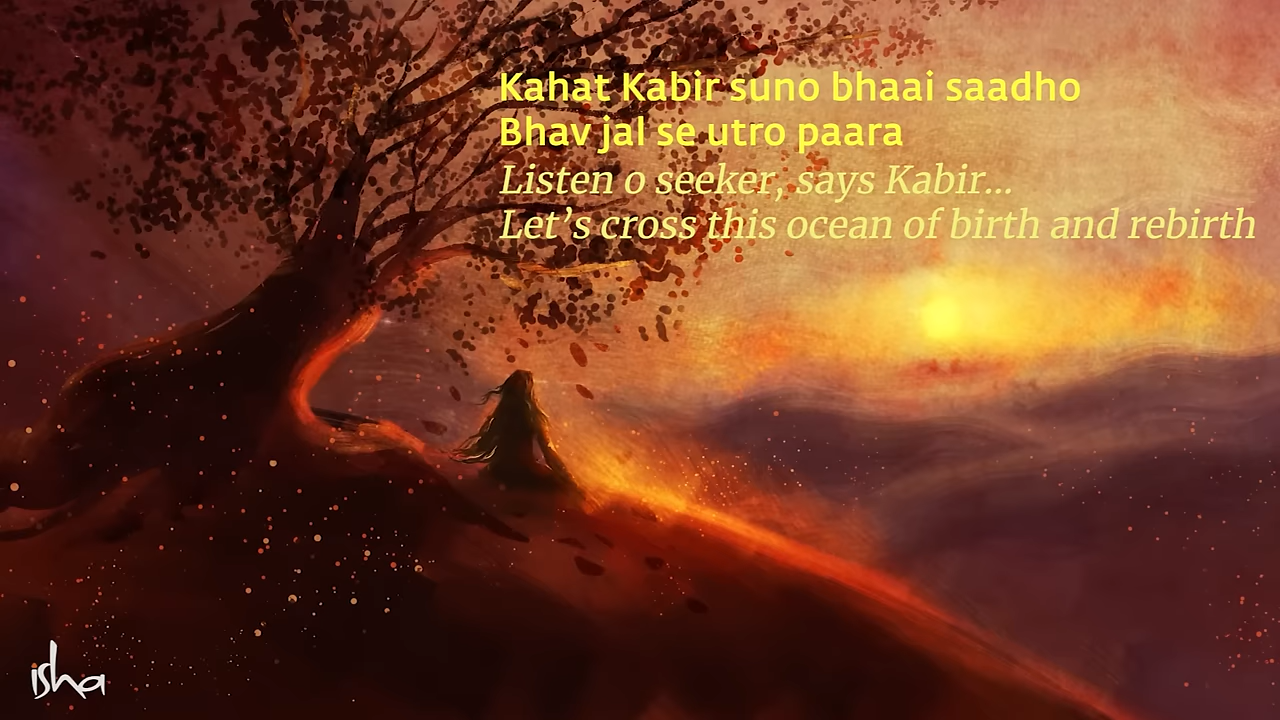 Kahat Kabir suno bhaai saadho
Bhav jal se utro paara
Listen o seeker, says Kabir...
Let's cross this ocean of birth and rebirth
isha